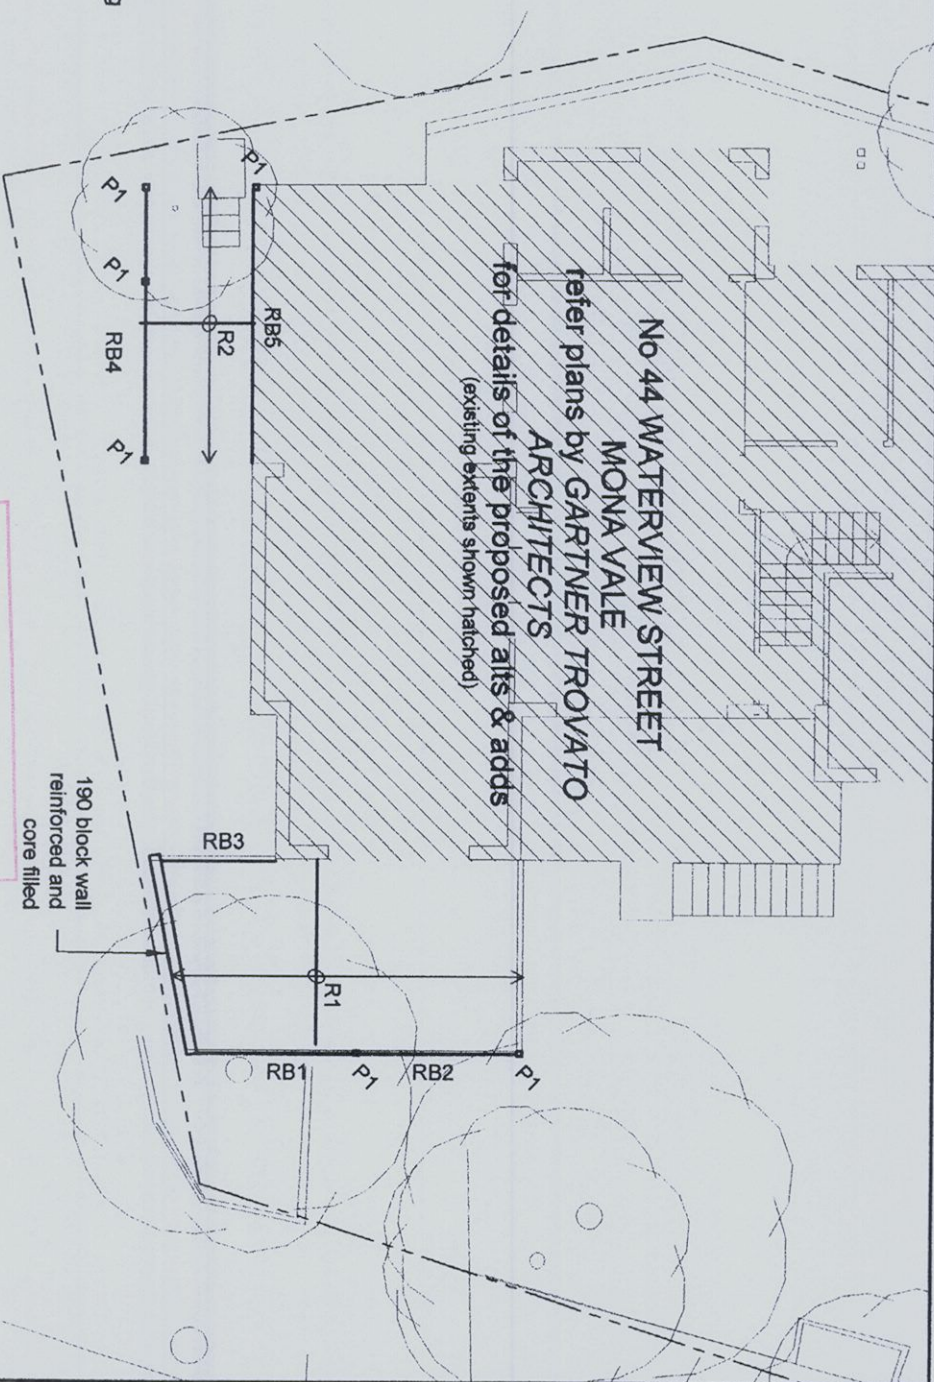 No 44 WATERVIEW STREET
MONA VALE
refer plans by GARTNER TROVATO
ARCHITECTS
for details of the proposed alts & adds
(existing extents shown hatched)
P1
P1
P1
P1
RB5
R2
RB4
RB3
R1
RB1
P1
RB2
P1
190 block wall
reinforced and
core filled
g